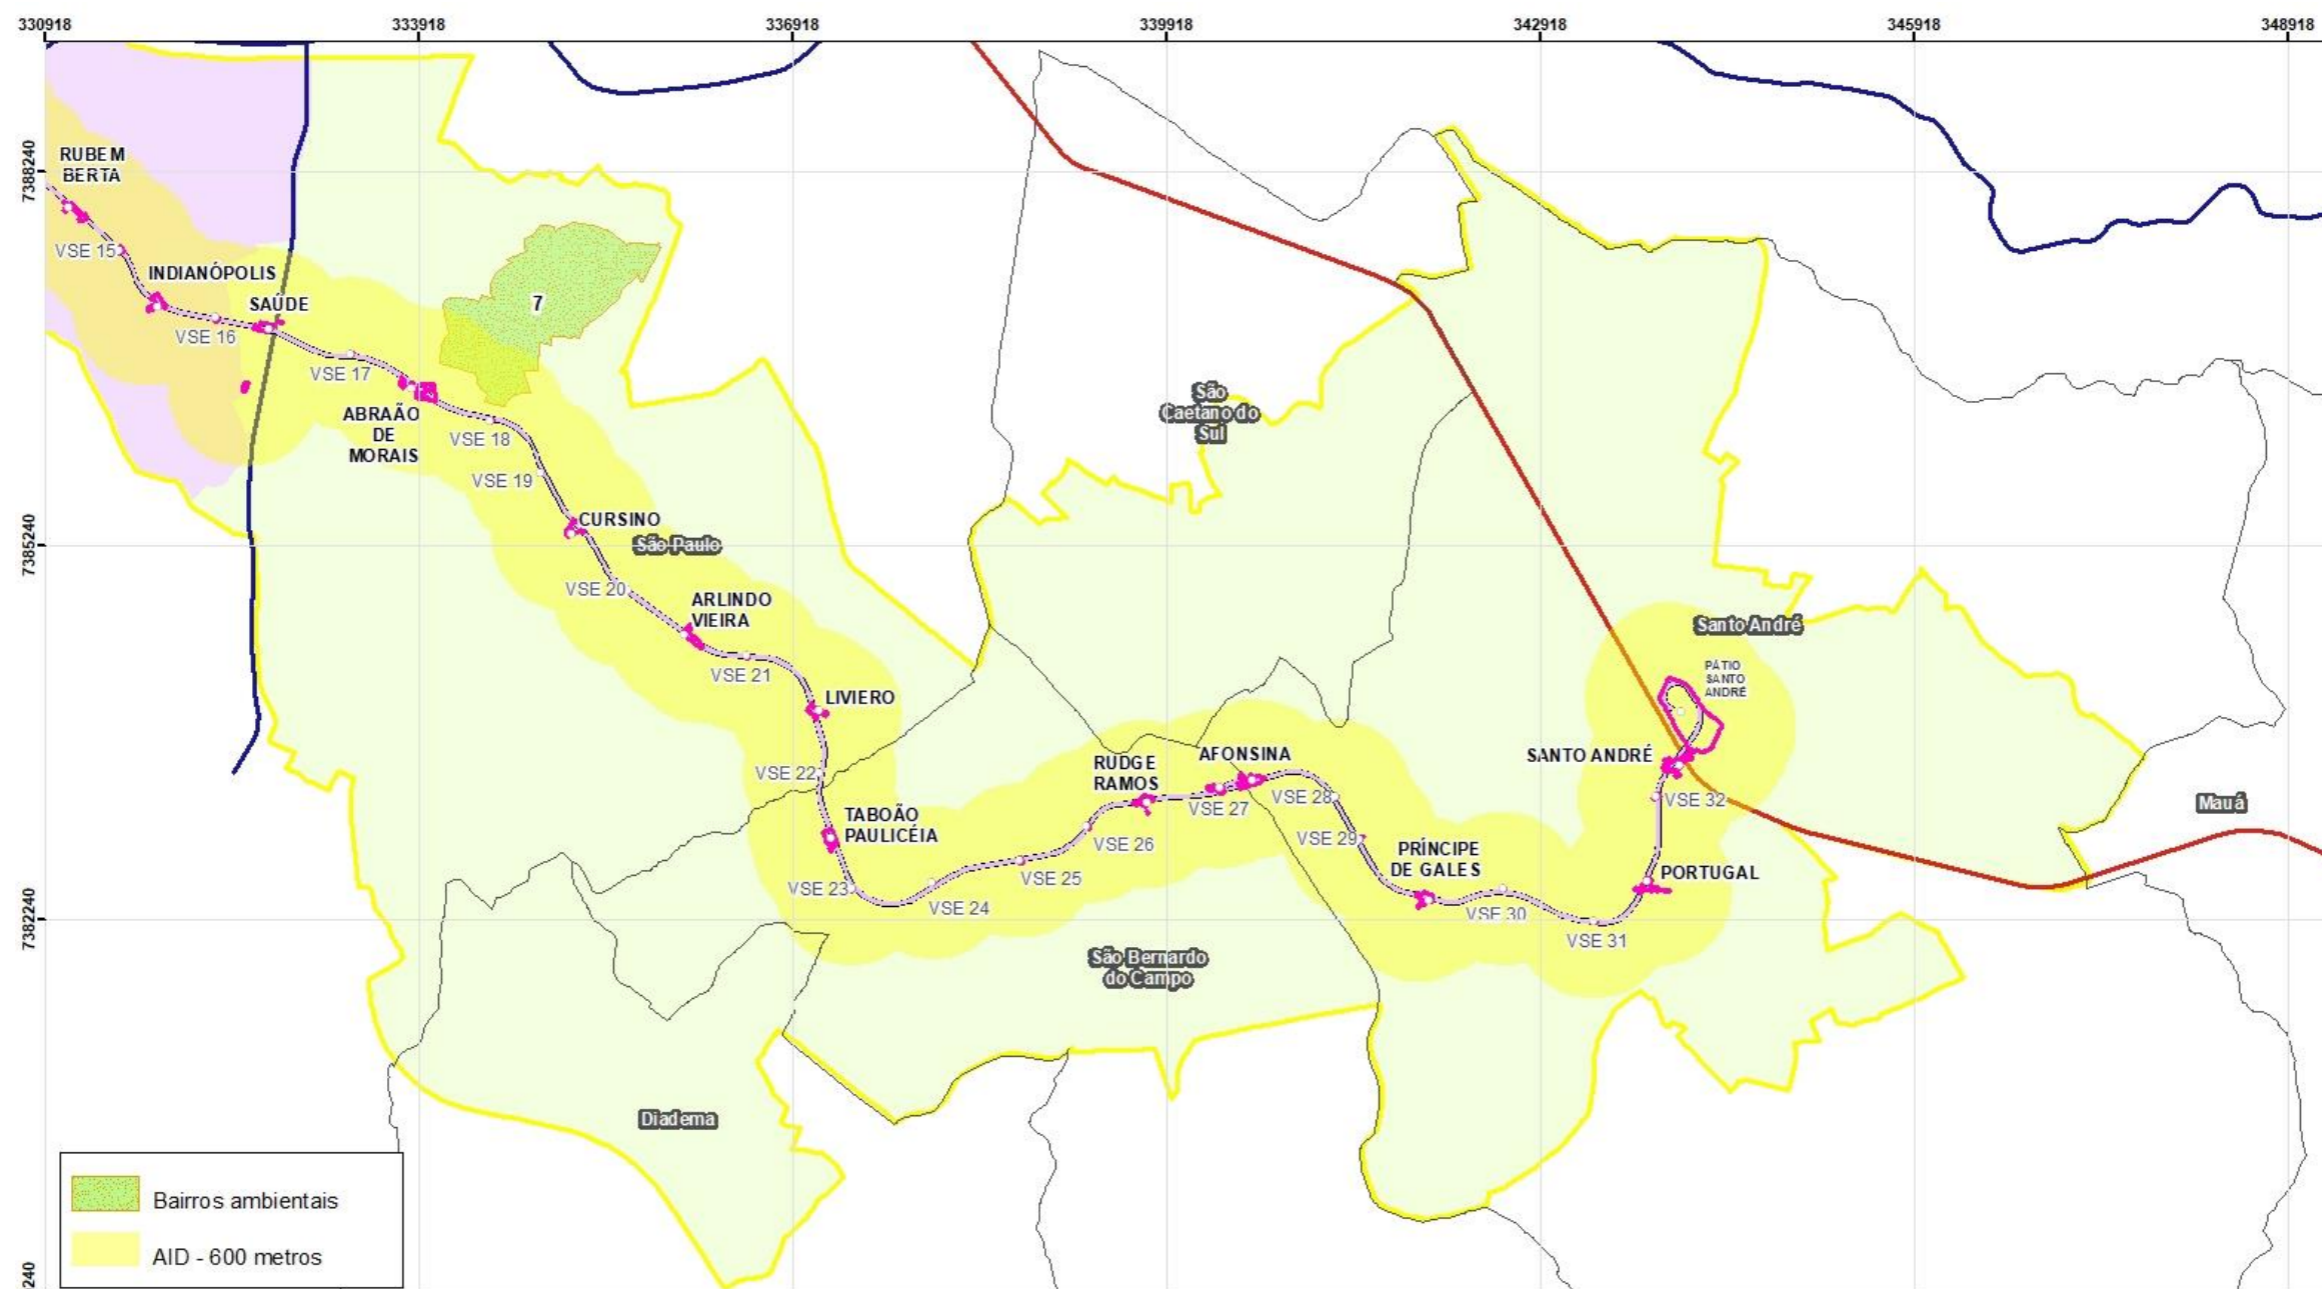 330918
333918
336918
339918
342918
345918
348918
7388240
7385240
7382240
240
RUBEM
BERTA
VSE 15
INDIANÓPOLIS
SAÚDE
VSE 16
7
VSE 17
ABRAÃO
DE
MORAIS
VSE 18
VSE 19
CURSINO
São Paulo
VSE 20
ARLINDO
VIEIRA
VSE 21
LIVIERO
VSE 22
TABOÃO
PAULICÉIA
VSE 23
VSE 24
VSE 25
VSE 26
RUDGE
RAMOS
AFONSINA
VSE 27
VSE 28
VSE 29
PRÍNCIPE
DE GALES
VSE 30
VSE 31
PORTUGAL
VSE 32
SANTO ANDRÉ
PÁTIO
SANTO
ANDRÉ
Santo André
São
Caetano do
Sul
Mauá
São Bernardo
do Campo
Diadema
Bairros ambientais
AID - 600 metros